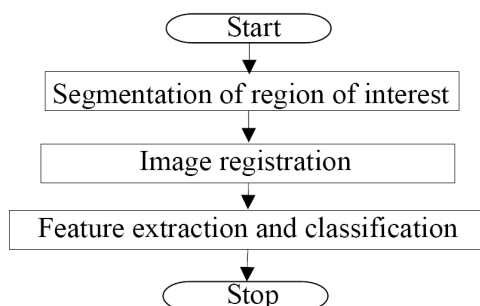 Start
Segmentation of region of interest
Image registration
Feature extraction and classification
Stop